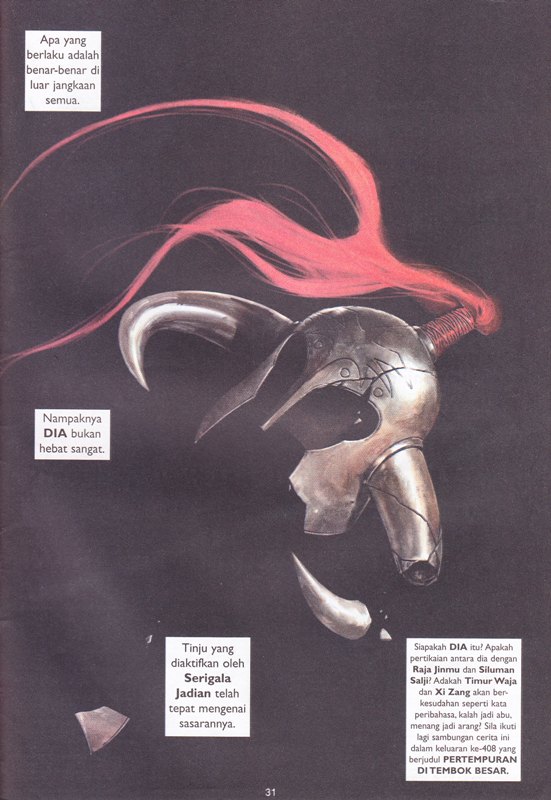 Apa yang
berlaku adalah
benar-benar di
luar jangkaan
semua.
Nampaknya
DIA bukan
hebat sangat.
Tinju yang
diaktifkan oleh
Serigala
Jadian telah
tepat mengenai
sasarannya.
Siapakah DIA itu? Apakah
pertikaian antara dia dengan
Raja Jinmu dan Siluman
Salji? Adakah Timur Waja
dan Xi Zang akan ber-
kesudahan seperti kata
peribahasa, kalah jadi abu,
menang jadi arang? Sila ikuti
lagi sambungan cerita ini
dalam keluaran ke-408 yang
berjudul PERTEMPURAN
DI TEMBOK BESAR.
31